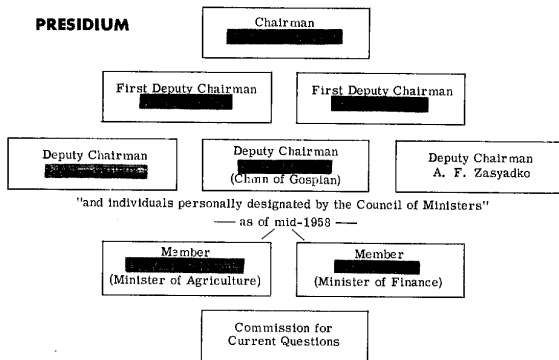 PRESIDIUM
Chairman
First Deputy Chairman
First Deputy Chairman
Deputy Chairman
Deputy Chairman
(Chmn of Gosplan)
Deputy Chairman
A. F. Zasyadko
"and individuals personally designated by the Council of Ministers"
— as of mid-1958 —
Member
(Minister of Agriculture)
Member
(Minister of Finance)
Commission for
Current Questions